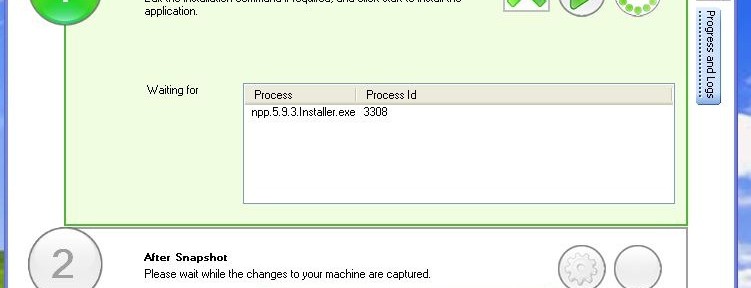 Edit the installation command if required, and click start to install the
application.
Progress and Logs
Waiting for
Process Process Id
npp.5.9.3.Installer.exe 3308
2
After Snapshot
Please wait while the changes to your machine are captured.